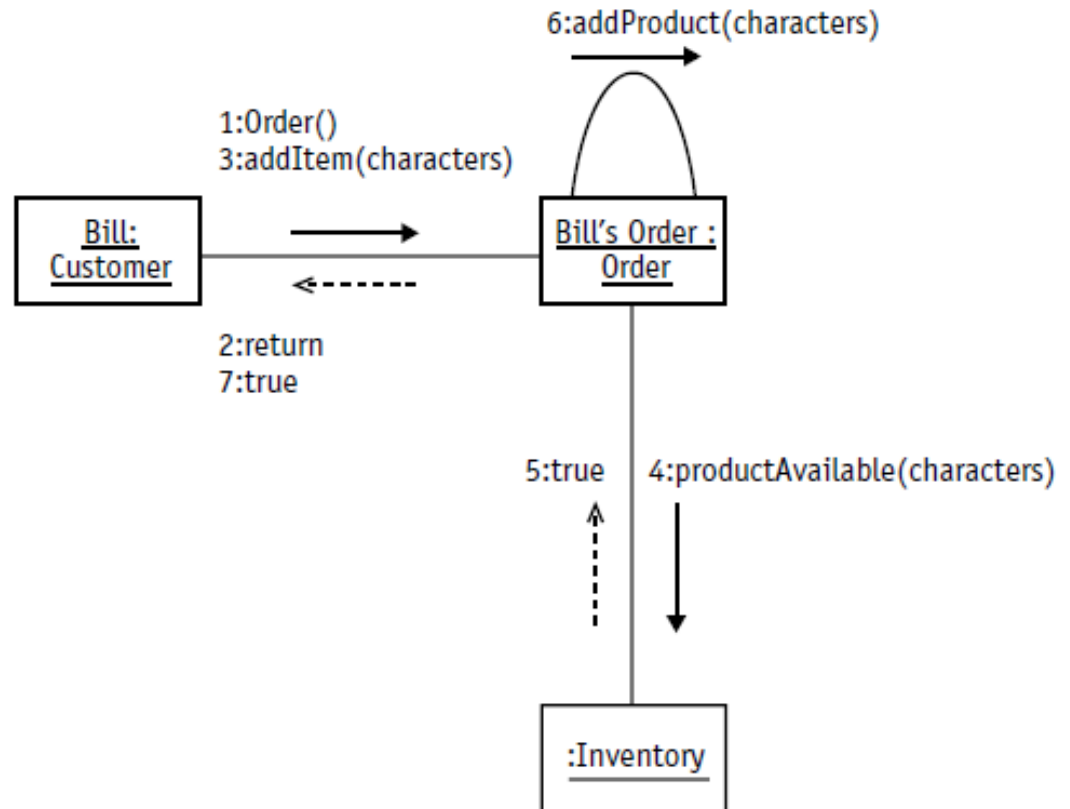 6:addProduct(characters)
1:Order()
3:addItem(characters)
Bill:
Customer
Bill's Order :
Order
2:return
7:true
5:true
4:productAvailable(characters)
:Inventory